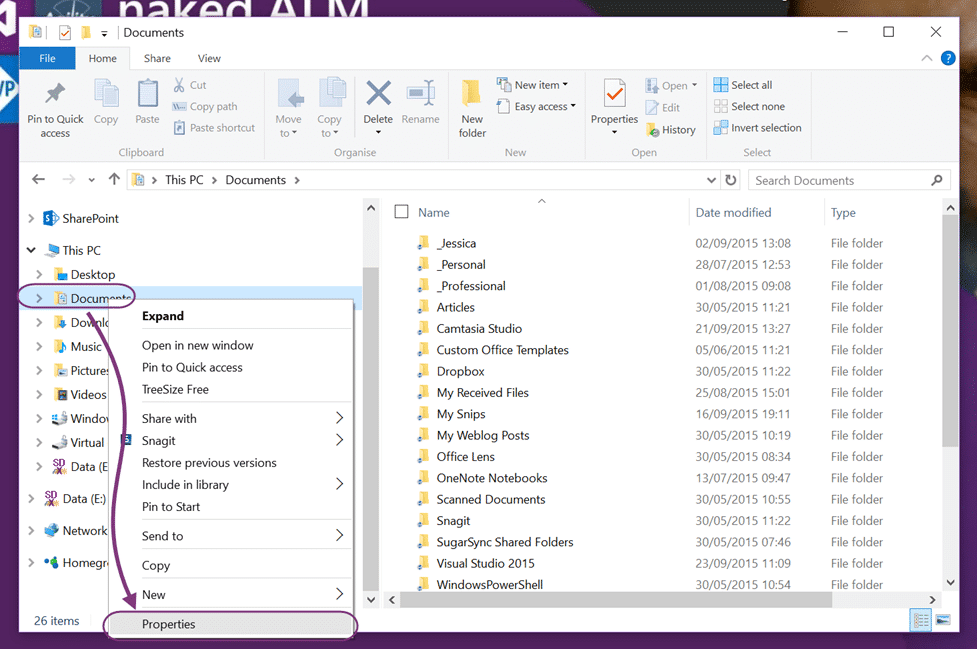 naked ALM
Documents
File Home Share View
Pin to Quick access
Copy
Paste
Cut
Copy path
Paste shortcut
Clipboard
Move to
Copy to
Delete
Rename
Organise
New folder
New item
Easy access
New
Properties
Open
Edit
History
Open
Select all
Select none
Invert selection
Select
This PC Documents
Search Documents
SharePoint
This PC
Desktop
Documents
Music
Pictures
Videos
Virtual
Data (E
Data (E:)
Network
Homegr
Expand
Open in new window
Pin to Quick access
TreeSize Free
Share with
Snagit
Restore previous versions
Include in library
Pin to Start
Send to
Copy
New
Properties
Name Date modified Type
_Jessica 02/09/2015 13:08 File folder
_Personal 28/07/2015 12:53 File folder
_Professional 01/08/2015 09:08 File folder
Articles 30/05/2015 11:21 File folder
Camtasia Studio 21/09/2015 13:27 File folder
Custom Office Templates 05/06/2015 11:21 File folder
Dropbox 30/05/2015 11:22 File folder
My Received Files 25/08/2015 15:01 File folder
My Snips 16/09/2015 19:11 File folder
My Weblog Posts 30/05/2015 10:19 File folder
Office Lens 30/05/2015 08:34 File folder
OneNote Notebooks 13/07/2015 09:47 File folder
Scanned Documents 30/05/2015 10:55 File folder
Snagit 30/05/2015 11:22 File folder
SugarSync Shared Folders 30/05/2015 07:46 File folder
Visual Studio 2015 23/09/2015 11:09 File folder
WindowsPowerShell 30/05/2015 10:54 File folder
26 items